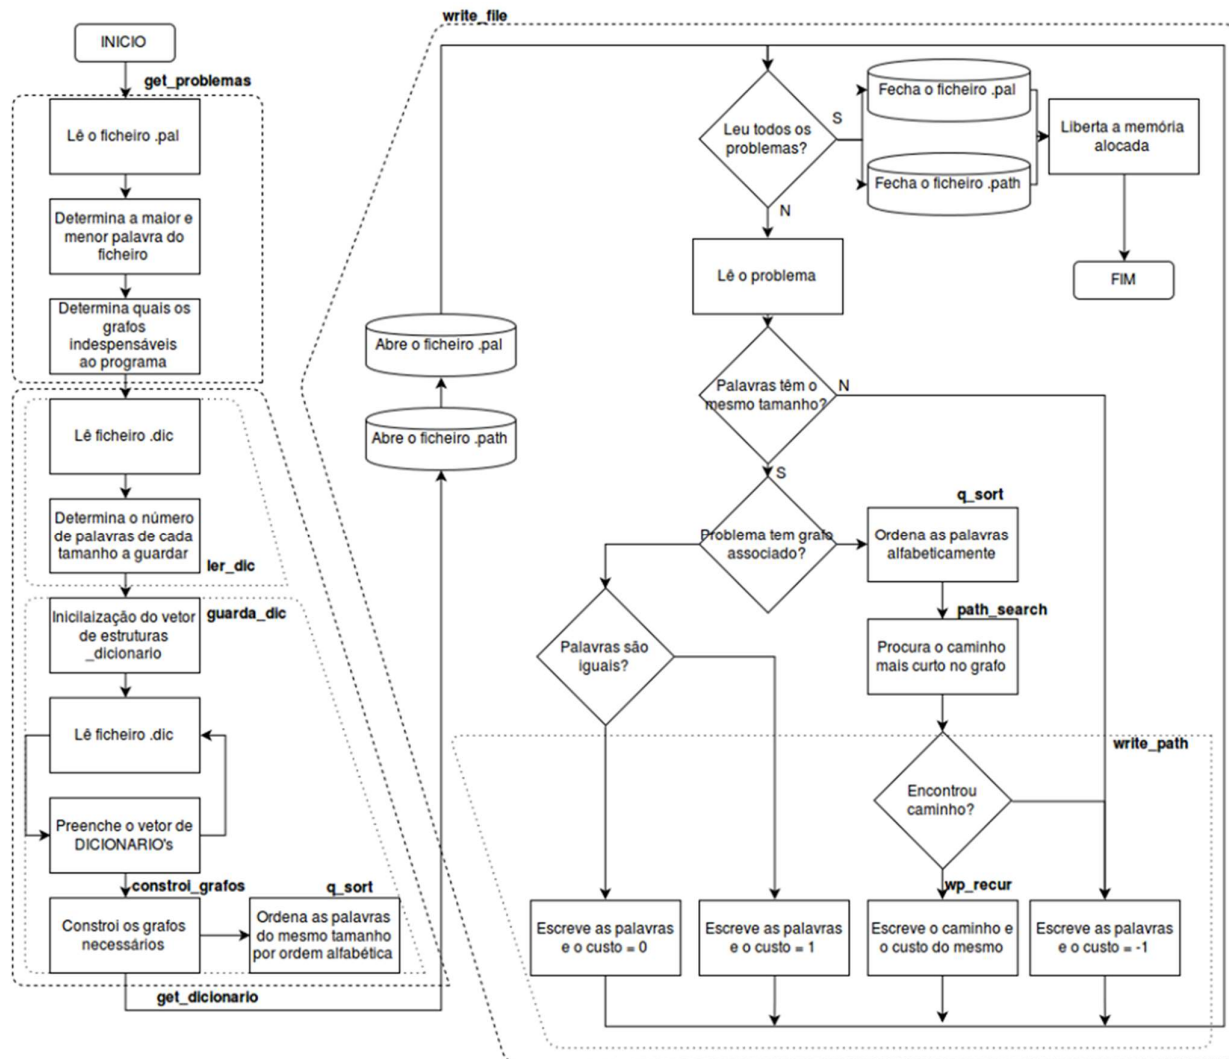 INICIO
get_problemas
Lê o ficheiro .pal
Determina a maior e
menor palavra do
ficheiro
Determina quais os
grafos
indespensáveis
ao programa
Lê ficheiro .dic
Determina o número
de palavras de cada
tamanho a guardar
ler_dic
guarda_dic
Inicilaização do vetor
de estruturas
_dicionario
Lê ficheiro .dic
Preenche o vetor de
DICIONARIO's
constroi_grafos
Constroi os grafos
necessários
q_sort
Ordena as palavras
do mesmo tamanho
por ordem alfabética
get_dicionario
Abre o ficheiro .path
Abre o ficheiro .pal
write_file
Leu todos os
problemas?
S
Fecha o ficheiro .pal
Fecha o ficheiro .path
Liberta a memória
alocada
FIM
N
Lê o problema
Palavras têm o
mesmo tamanho?
N
S
Problema tem grafo
associado?
q_sort
Ordena as palavras
alfabeticamente
path_search
Procura o caminho
mais curto no grafo
Palavras são
iguais?
write_path
Encontrou
caminho?
wp_recur
Escreve as palavras
e o custo = 0
Escreve as palavras
e o custo = 1
Escreve o caminho e
o custo do mesmo
Escreve as palavras
e o custo = -1